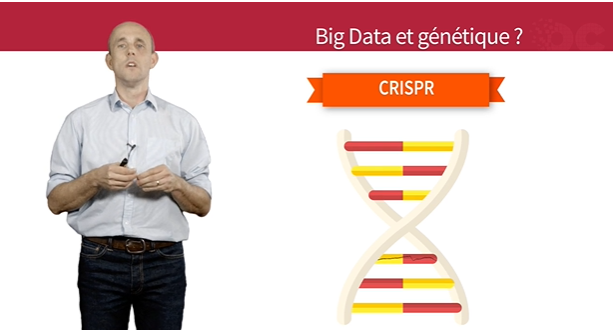 Big Data et génétique ?
CRISPR